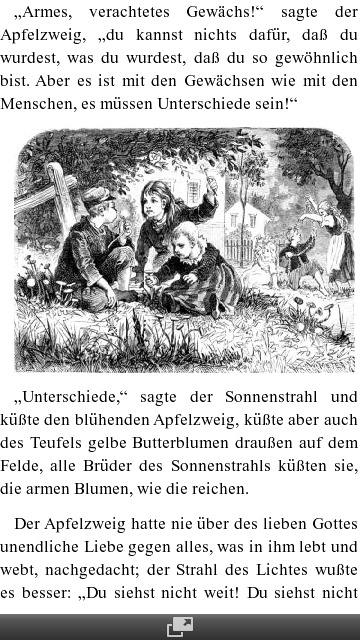 „Armes, verachtetes Gewächs!“ sagte der
Apfelzweig, „du kannst nichts dafür, daß du
wurdest, was du wurdest, daß du so gewöhnlich
bist. Aber es ist mit den Gewächsen wie mit den
Menschen, es müssen Unterschiede sein!“
„Unterschiede,“ sagte der Sonnenstrahl und
küßte den blühenden Apfelzweig, küßte aber auch
des Teufels gelbe Butterblumen draußen auf dem
Felde, alle Brüder des Sonnenstrahls küßten sie,
die armen Blumen, wie die reichen.
Der Apfelzweig hatte nie über des lieben Gottes
unendliche Liebe gegen alles, was in ihm lebt und
webt, nachgedacht; der Strahl des Lichtes wußte
es besser: „Du siehst nicht weit! Du siehst nicht